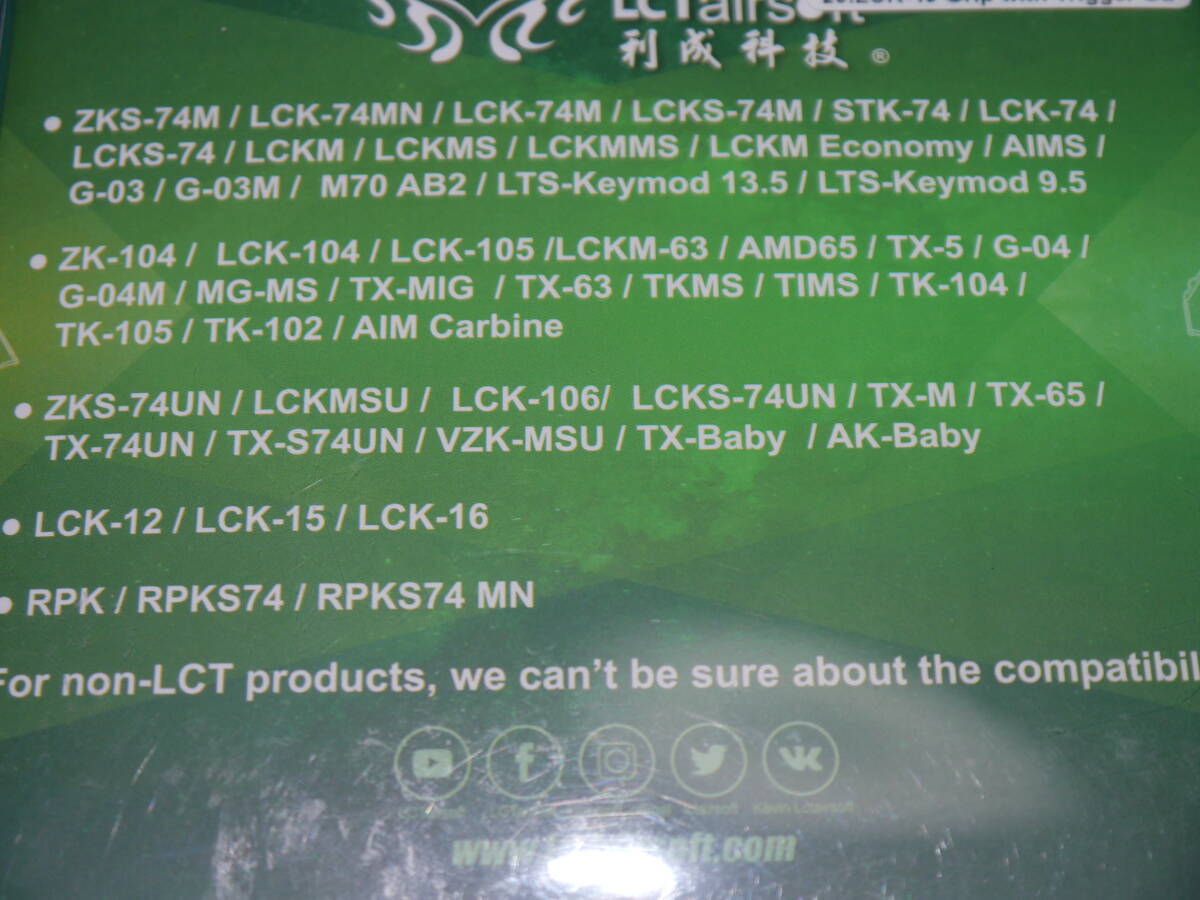 LCTairsoft
利成科技®
• ZKS-74M / LCK-74MN / LCK-74M / LCKS-74M / STK-74 / LCK-74 /
LCKS-74 / LCKM / LCKMS / LCKMMS / LCKM Economy / AIMS /
G-03 / G-03M / M70 AB2 / LTS-Keymod 13.5 / LTS-Keymod 9.5
• ZK-104 / LCK-104 / LCK-105 /LCKM-63 / AMD65 / TX-5 / G-04 /
G-04M / MG-MS / TX-MIG / TX-63 / TKMS / TIMS / TK-104 /
TK-105 / TK-102 / AIM Carbine
• ZKS-74UN / LCKMSU / LCK-106/ LCKS-74UN / TX-M / TX-65 /
TX-74UN / TX-S74UN / VZK-MSU / TX-Baby / AK-Baby
• LCK-12 / LCK-15 / LCK-16
• RPK / RPKS74 / RPKS74 MN
For non-LCT products, we can't be sure about the compatibil
Kevin Lctairsoft